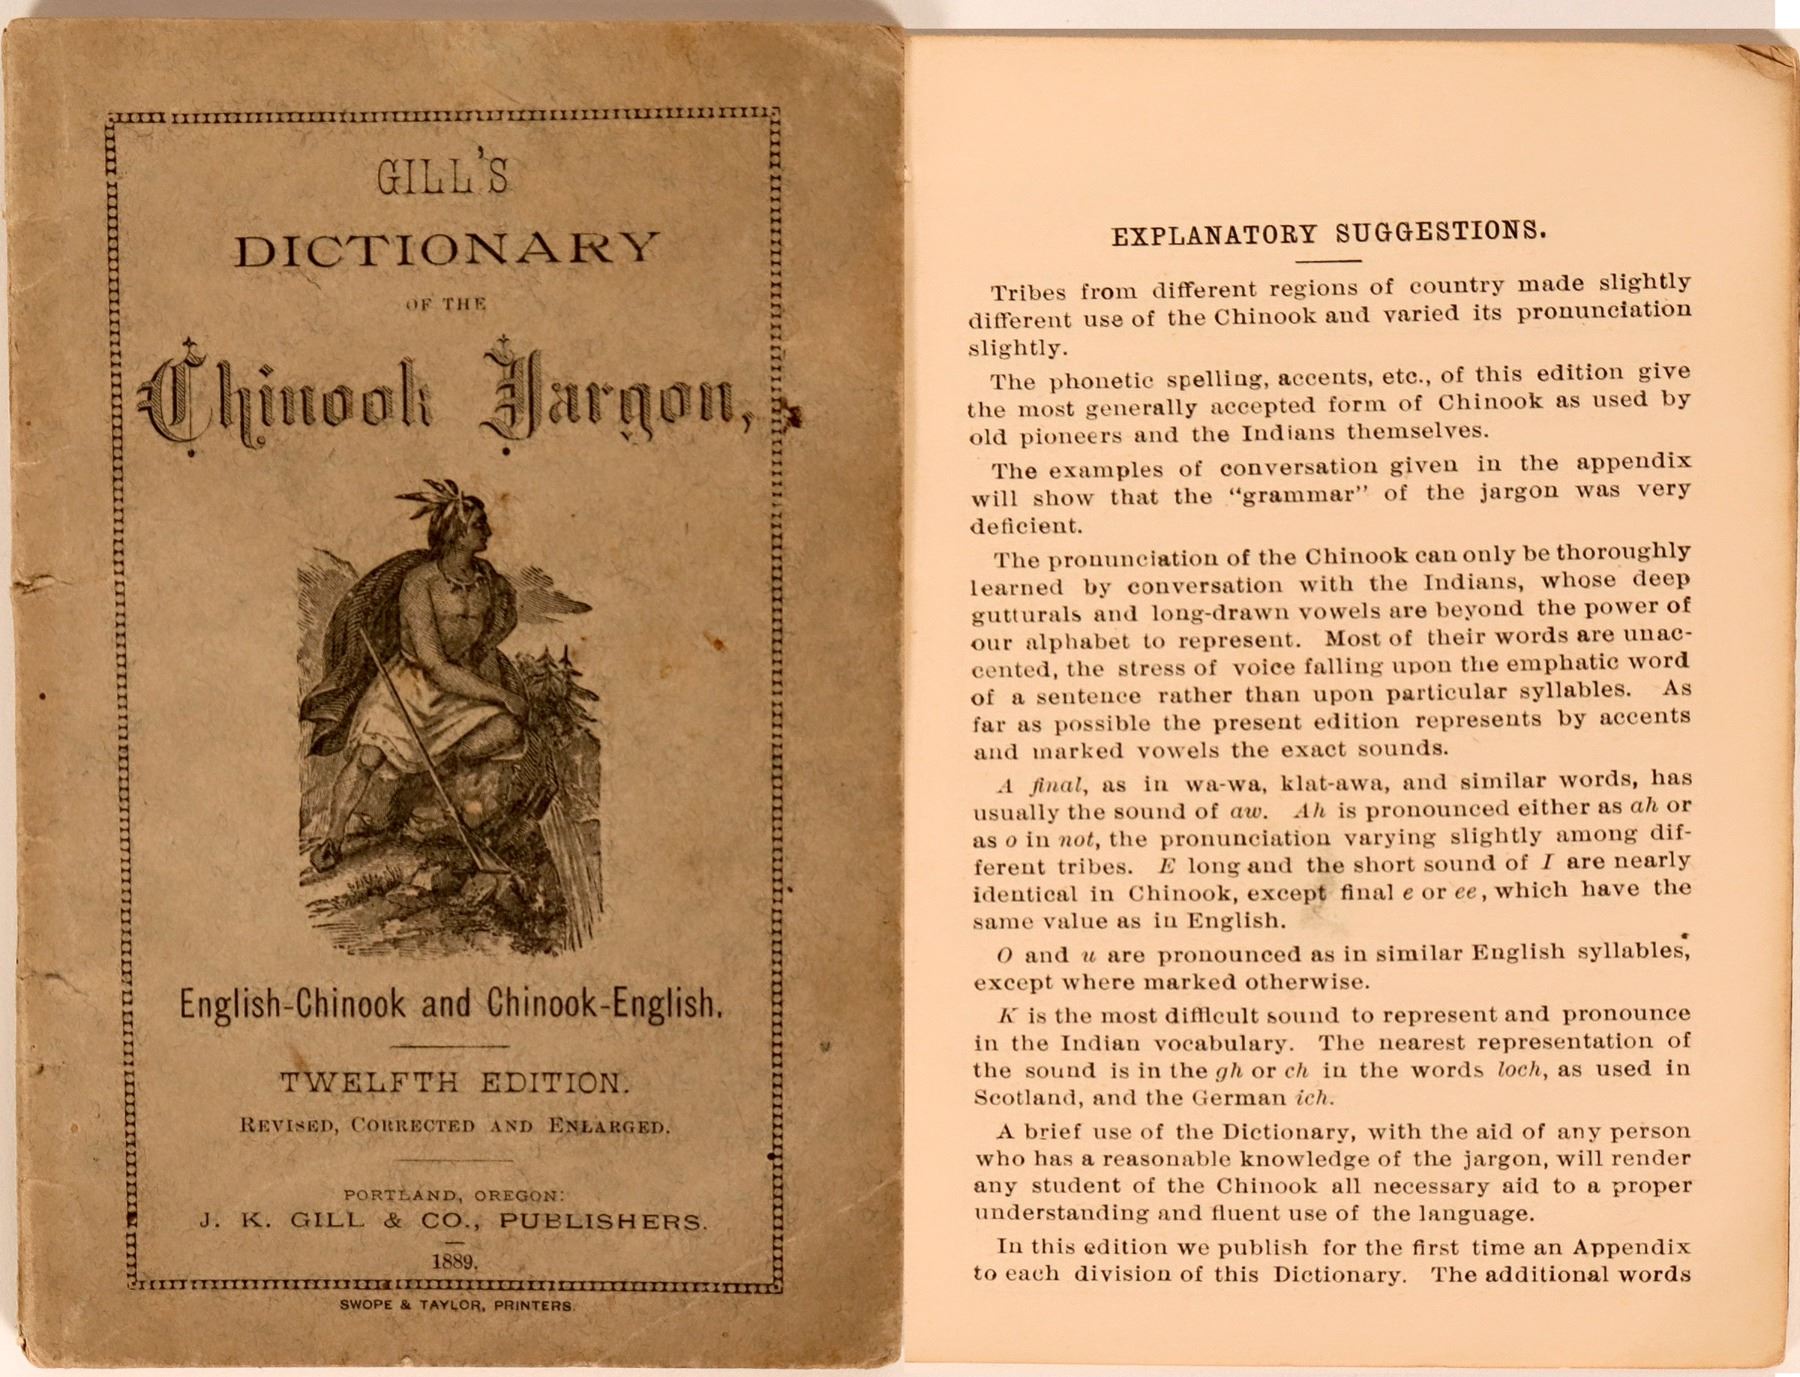 GILL'S
DICTIONARY
OF THE
Chinook Jargon,
English-Chinook and Chinook-English.
TWELFTH EDITION.
REVISED, CORRECTED AND ENLARGED.
PORTLAND, OREGON:
J. K. GILL & CO., PUBLISHERS.
1889.
SWOPE & TAYLOR, PRINTERS.
EXPLANATORY SUGGESTIONS.
Tribes from different regions of country made slightly
different use of the Chinook and varied its pronunciation
slightly.
The phonetic spelling, accents, etc., of this edition give
the most generally accepted form of Chinook as used by
old pioneers and the Indians themselves.
The examples of conversation given in the appendix
will show that the “grammar” of the jargon was very
deficient.
The pronunciation of the Chinook can only be thoroughly
learned by conversation with the Indians, whose deep
gutturals and long-drawn vowels are beyond the power of
our alphabet to represent. Most of their words are unac-
cented, the stress of voice falling upon the emphatic word
of a sentence rather than upon particular syllables. As
far as possible the present edition represents by accents
and marked vowels the exact sounds.
A final, as in wa-wa, klat-awa, and similar words, has
usually the sound of aw. Ah is pronounced either as ah or
as o in not, the pronunciation varying slightly among dif-
ferent tribes. E long and the short sound of I are nearly
identical in Chinook, except final e or ee, which have the
same value as in English.
O and u are pronounced as in similar English syllables,
except where marked otherwise.
K is the most difficult sound to represent and pronounce
in the Indian vocabulary. The nearest representation of
the sound is in the gh or ch in the words loch, as used in
Scotland, and the German ich.
A brief use of the Dictionary, with the aid of any person
who has a reasonable knowledge of the jargon, will render
any student of the Chinook all necessary aid to a proper
understanding and fluent use of the language.
In this edition we publish for the first time an Appendix
to each division of this Dictionary. The additional words